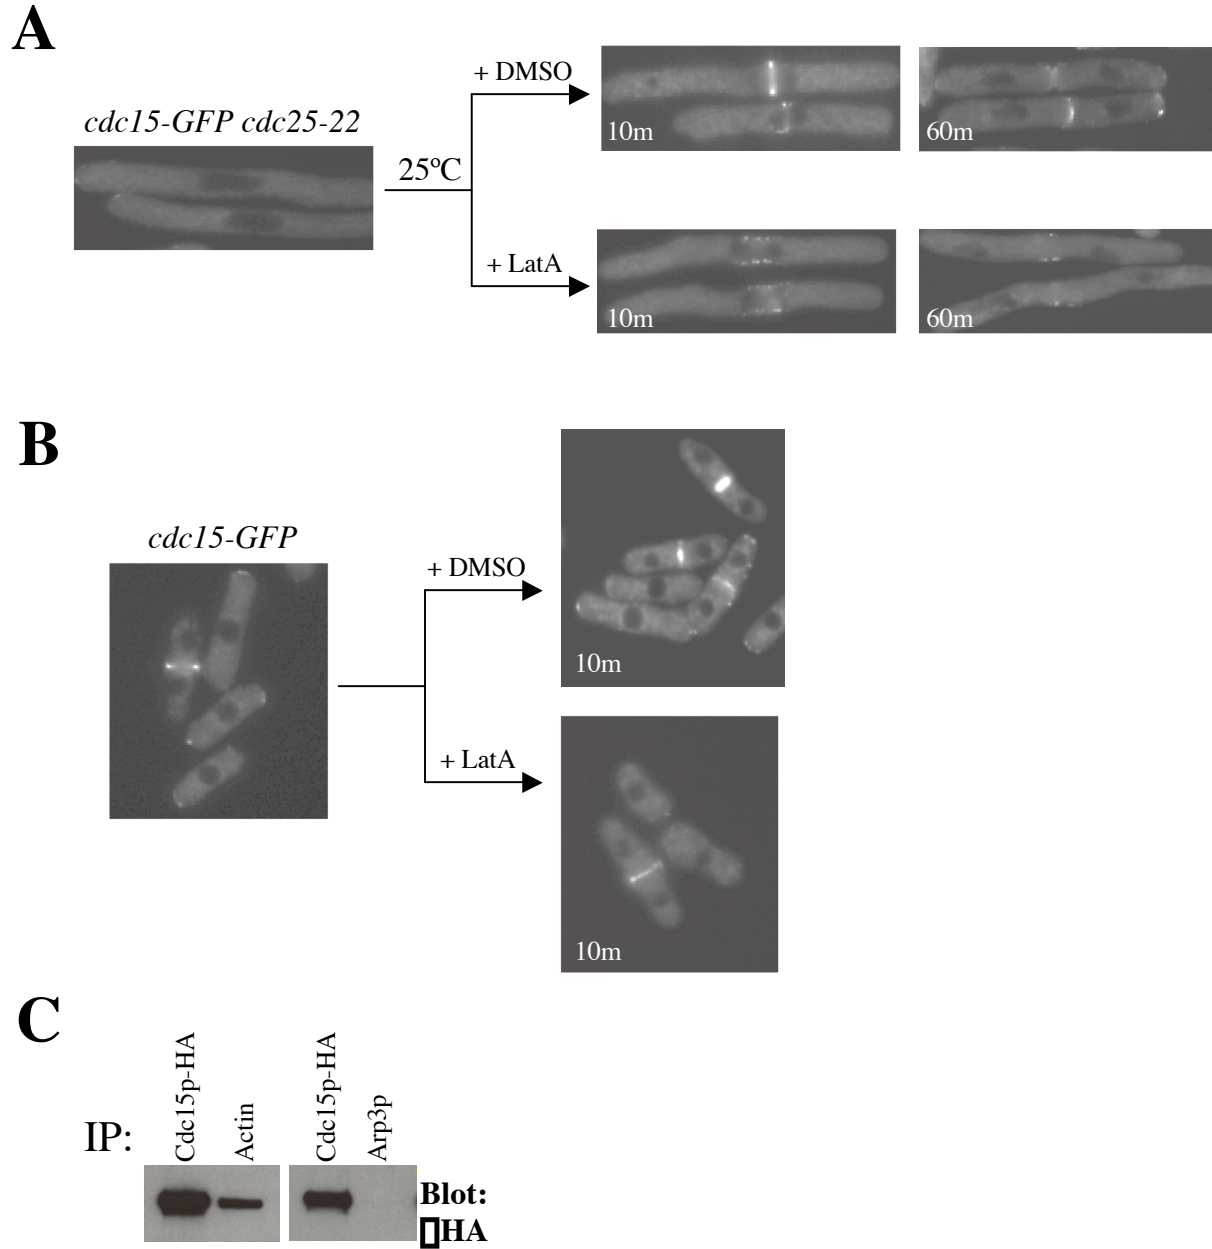 A
cdc15-GFP cdc25-22
25ºC
+ DMSO
10m
60m
+ LatA
10m
60m
B
cdc15-GFP
+ DMSO
10m
+ LatA
10m
C
IP:
Cdc15p-HA
Actin
Cdc15p-HA
Arp3p
Blot:
▯HA